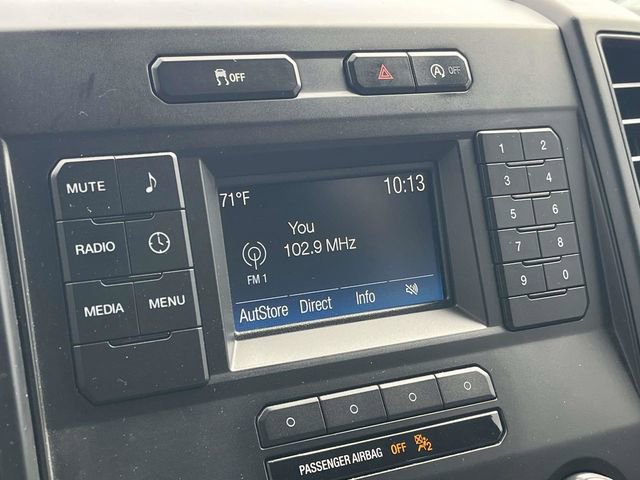 OFF
A OFF
MUTE
RADIO
MEDIA MENU
71°F 10:13
You
102.9 MHz
FM 1
AutStore Direct Info
1 2
3 4
5 6
7 8
9 0
PASSENGER AIRBAG OFF 2